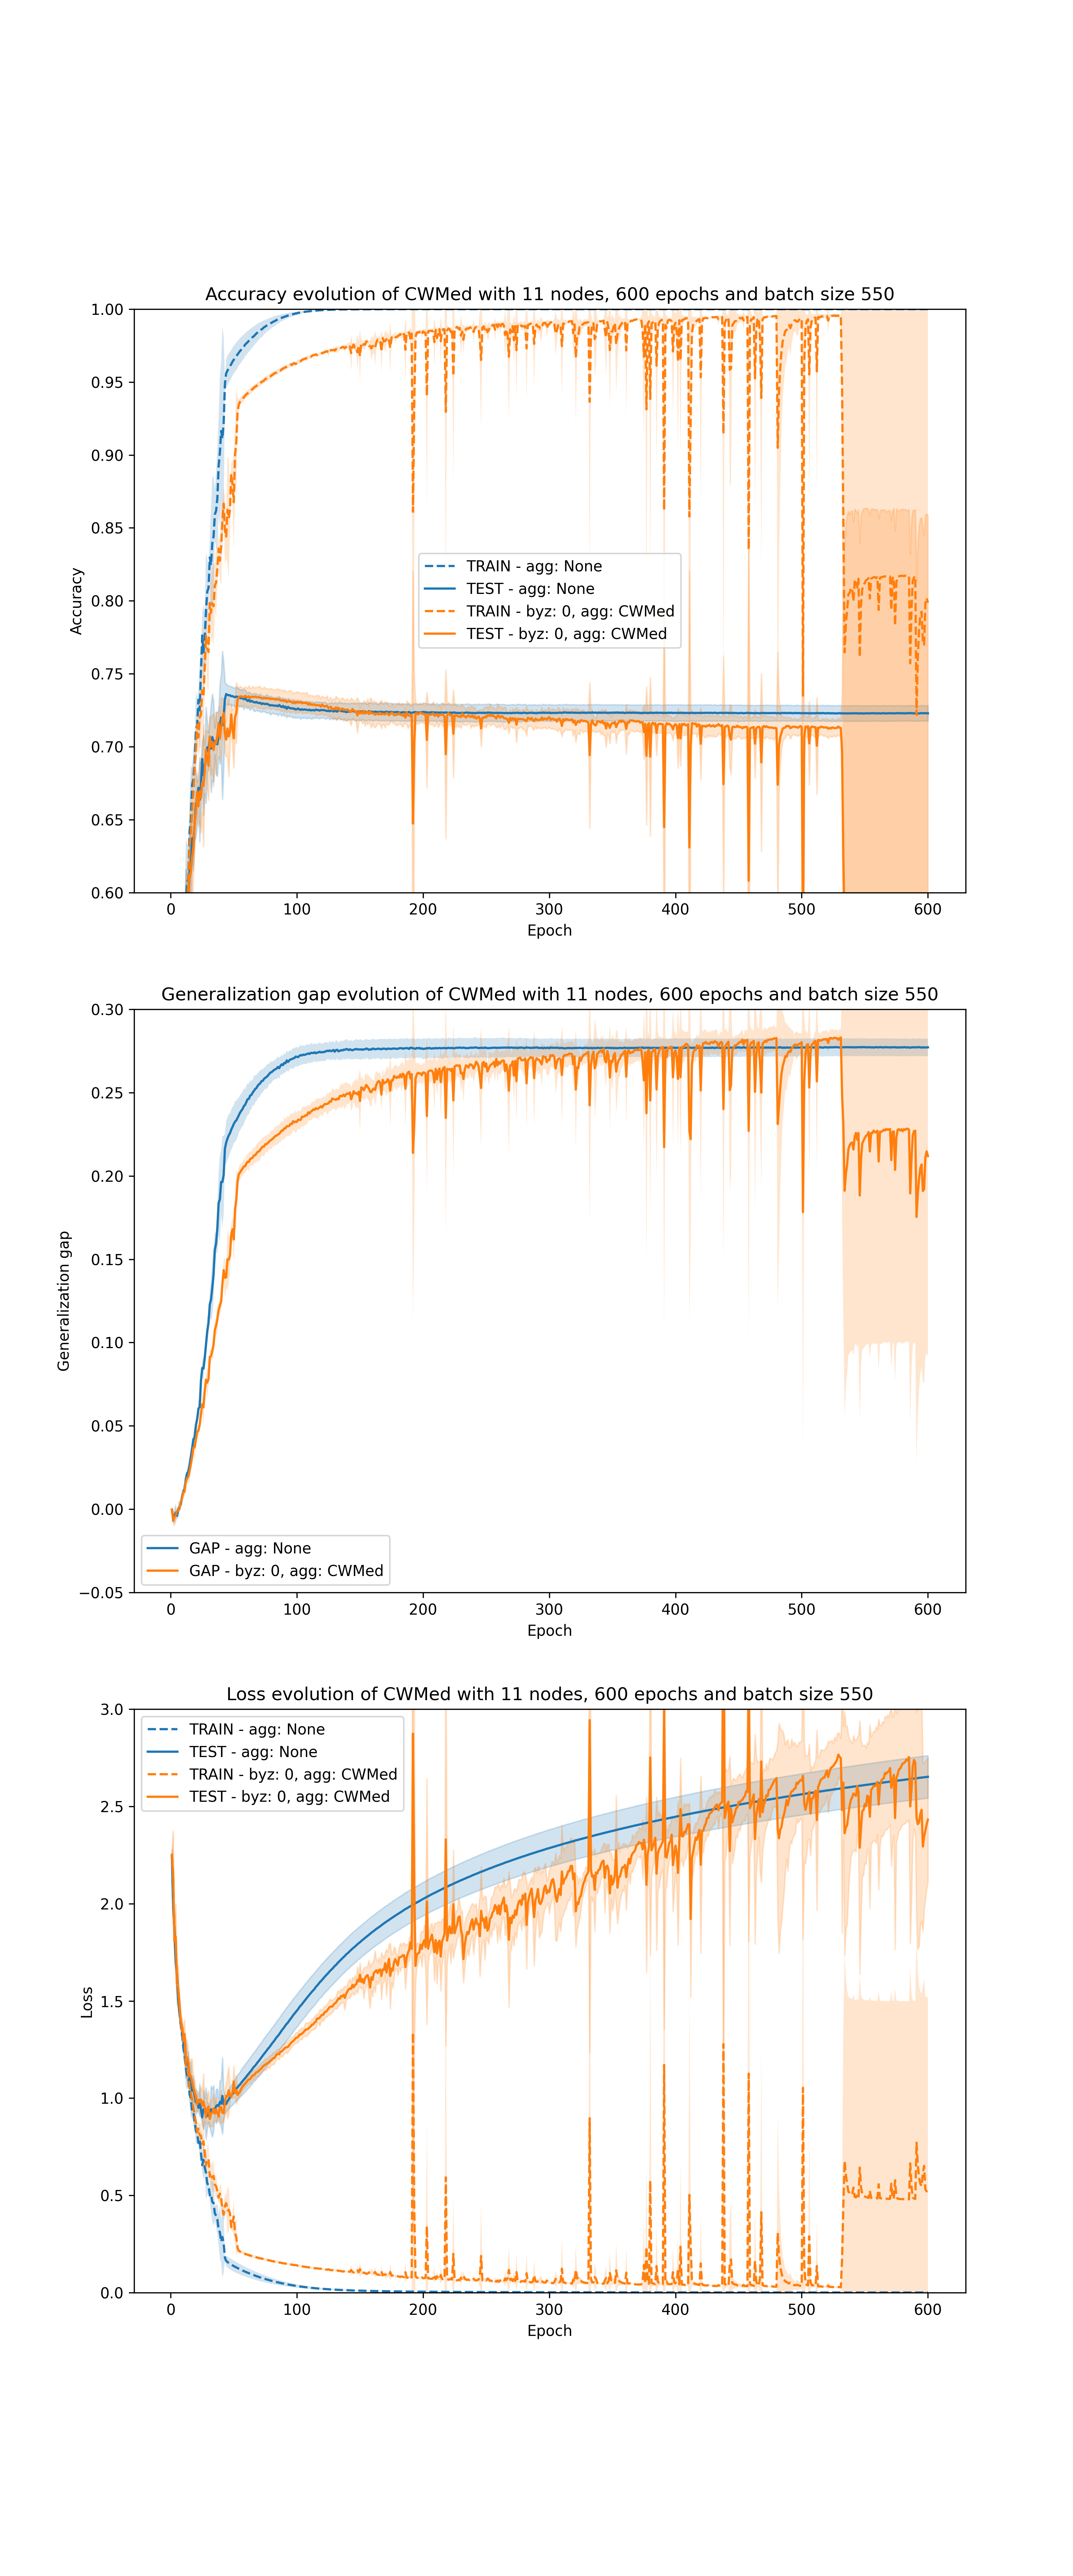 Accuracy evolution of CWMed with 11 nodes, 600 epochs and batch size 550
1.00
0.95
0.90
0.85
0.80
0.75
0.70
0.65
0.60
Accuracy
TRAIN - agg: None
TEST - agg: None
TRAIN - byz: 0, agg: CWMed
TEST - byz: 0, agg: CWMed
0 100 200 300 400 500 600
Epoch
Generalization gap evolution of CWMed with 11 nodes, 600 epochs and batch size 550
0.30
0.25
0.20
0.15
0.10
0.05
0.00
−0.05
Generalization gap
GAP - agg: None
GAP - byz: 0, agg: CWMed
0 100 200 300 400 500 600
Epoch
Loss evolution of CWMed with 11 nodes, 600 epochs and batch size 550
3.0
2.5
2.0
1.5
1.0
0.5
0.0
Loss
TRAIN - agg: None
TEST - agg: None
TRAIN - byz: 0, agg: CWMed
TEST - byz: 0, agg: CWMed
0 100 200 300 400 500 600
Epoch